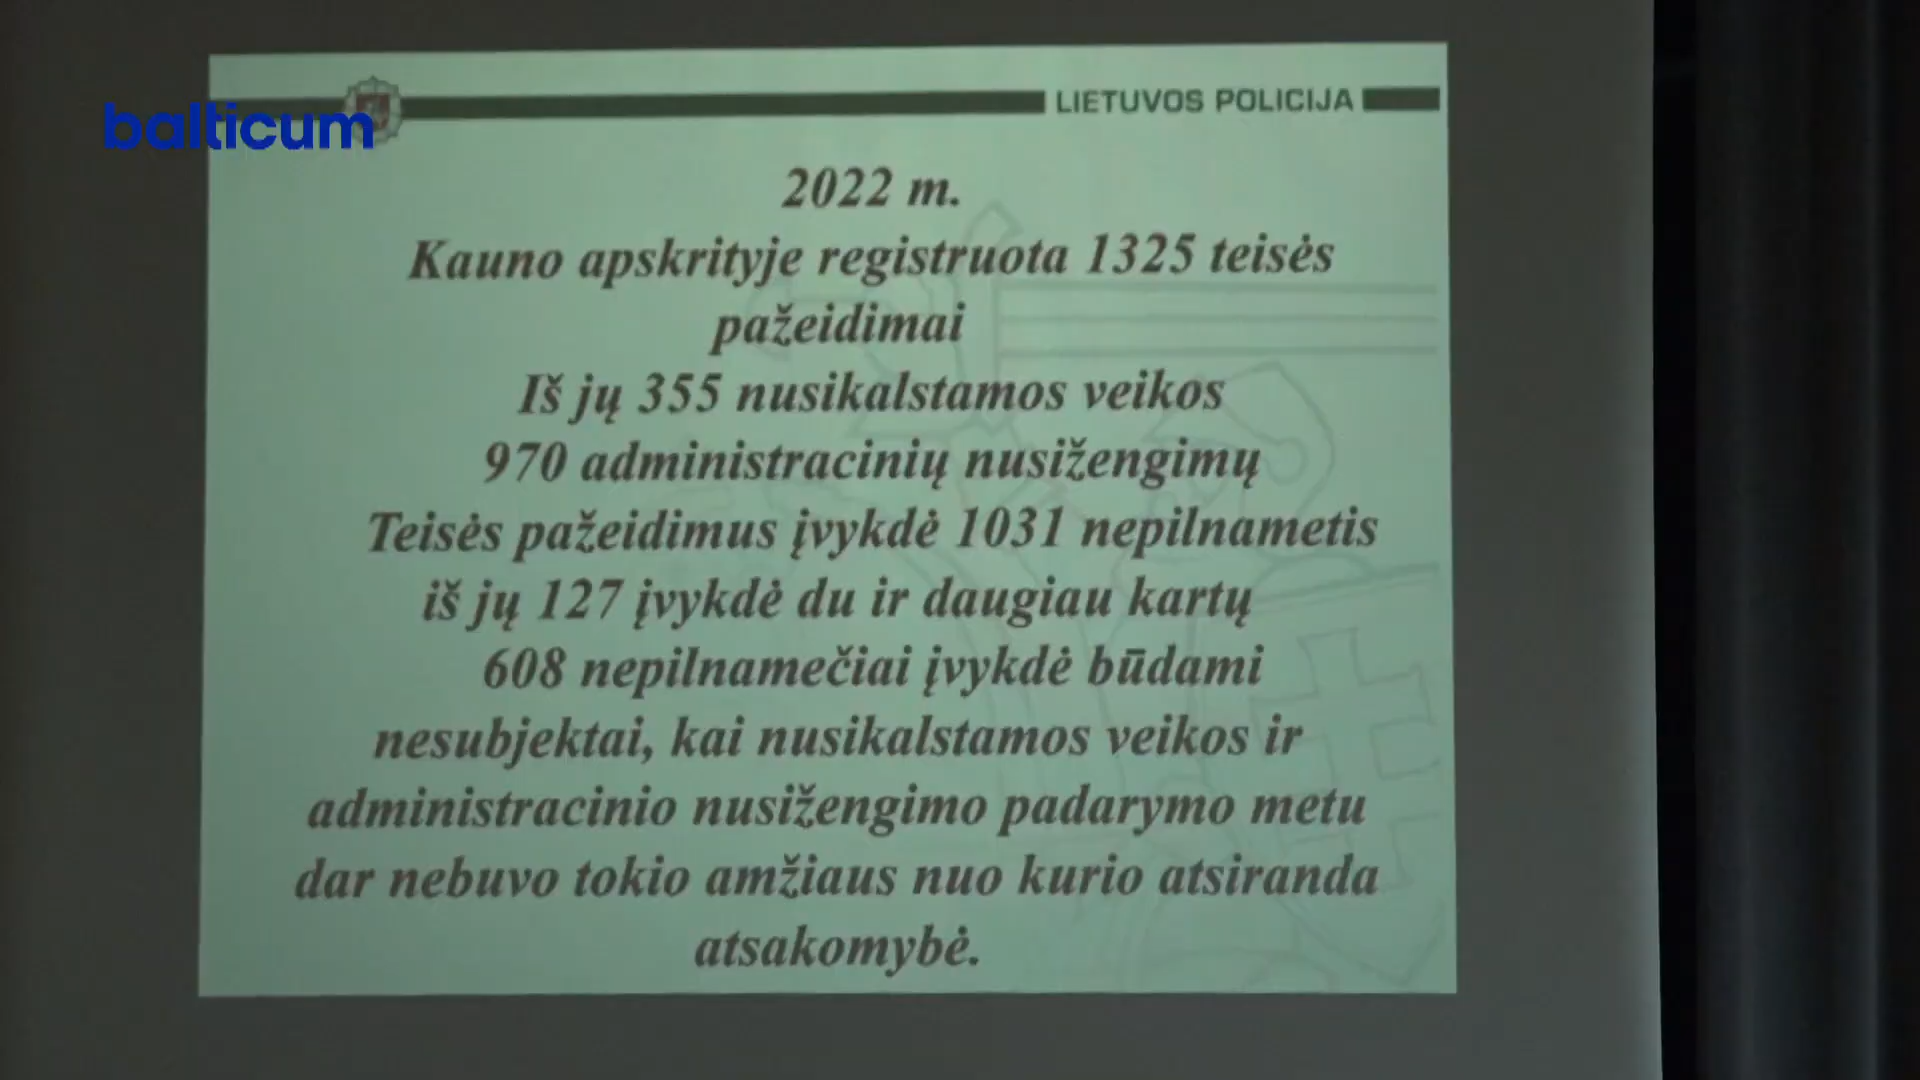 balticum
LIETUVOS POLICIJA
2022 m.
Kauno apskrityje registruota 1325 teisės
pažeidimai
Iš jų 355 nusikalstamos veikos
970 administracinių nusižengimų
Teisės pažeidimus įvykdė 1031 nepilnametis
iš jų 127 įvykdė du ir daugiau kartų
608 nepilnamečiai įvykdė būdami
nesubjektai, kai nusikalstamos veikos ir
administracinio nusižengimo padarymo metu
dar nebuvo tokio amžiaus nuo kurio atsiranda
atsakomybė.